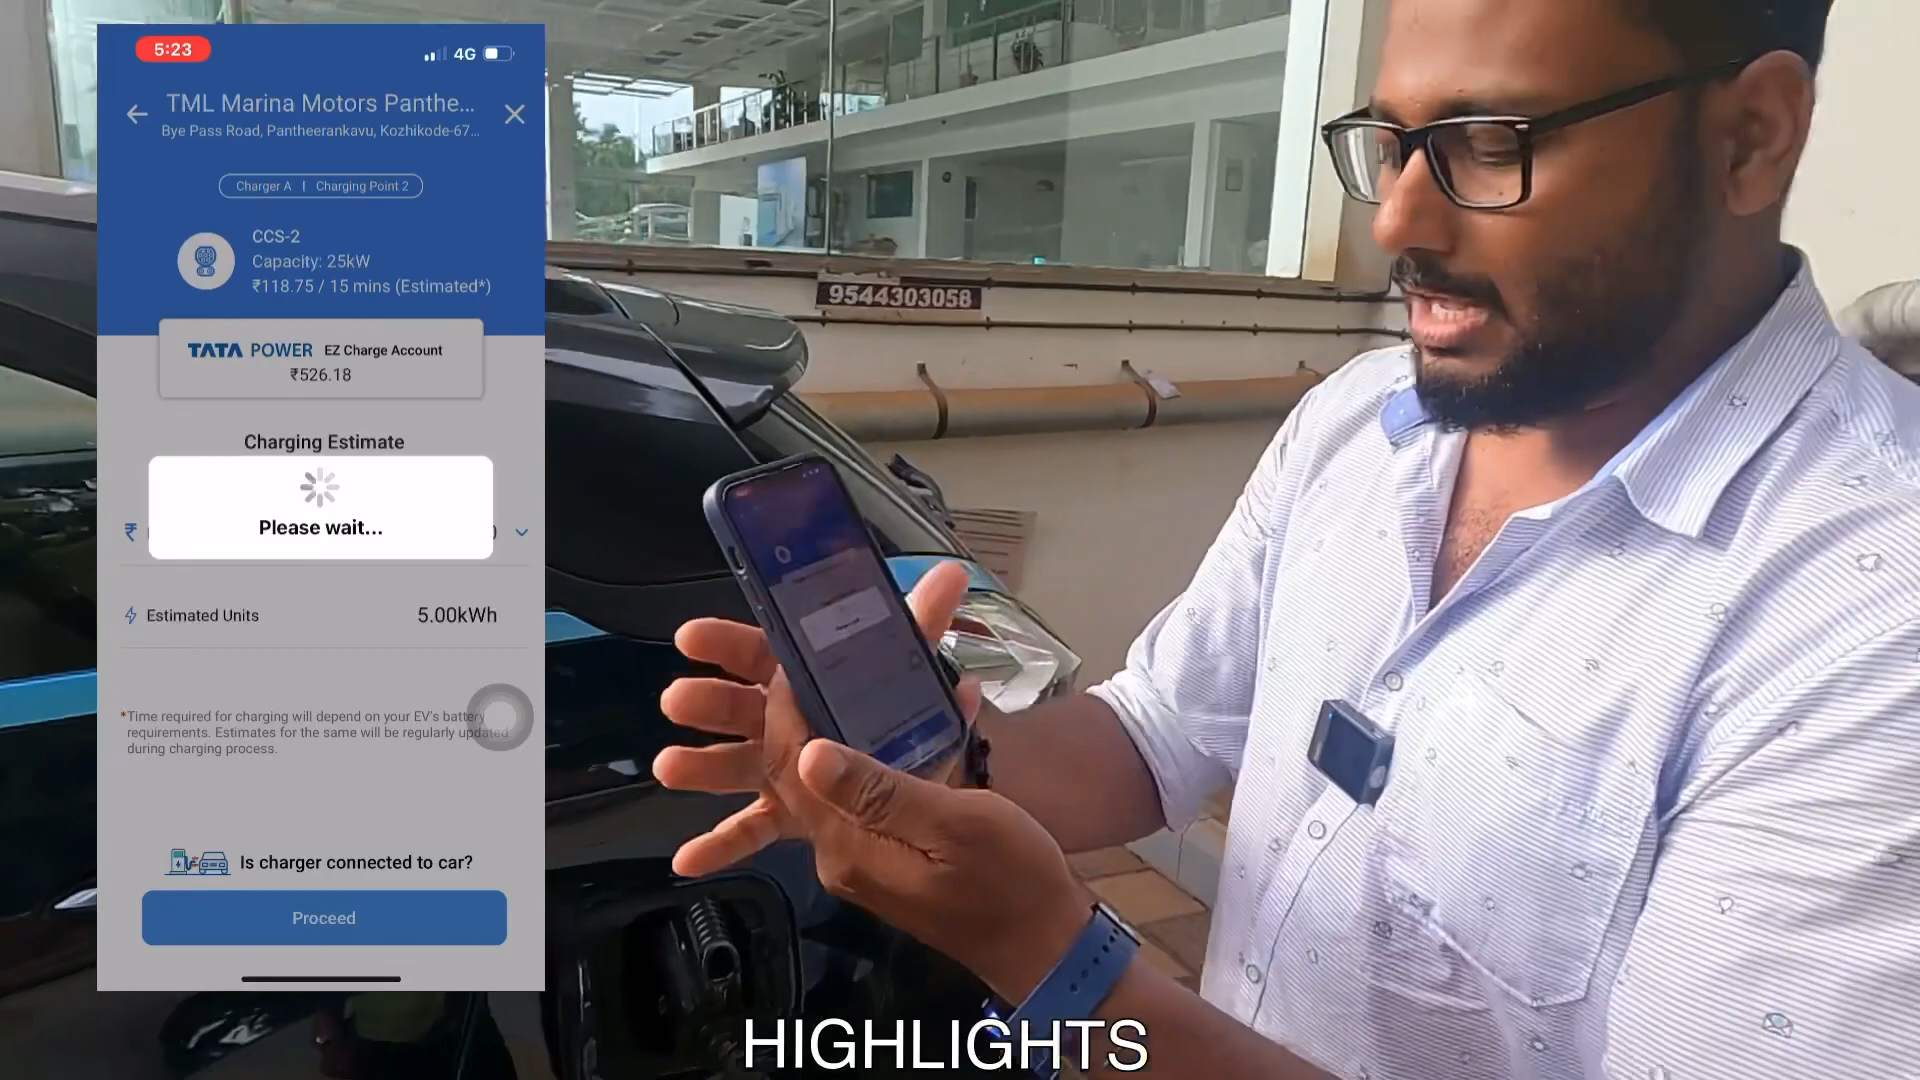 5:23
4G
TML Marina Motors Panthe...
Bye Pass Road, Pantheerankavu, Kozhikode-67...
Charger A | Charging Point 2
CCS-2
Capacity: 25kW
₹118.75 / 15 mins (Estimated*)
TATA POWER EZ Charge Account
₹526.18
Charging Estimate
Please wait...
₹
Estimated Units 5.00kWh
*Time required for charging will depend on your EV's battery
requirements. Estimates for the same will be regularly updated
during charging process.
Is charger connected to car?
Proceed
9544303058
HIGHLIGHTS